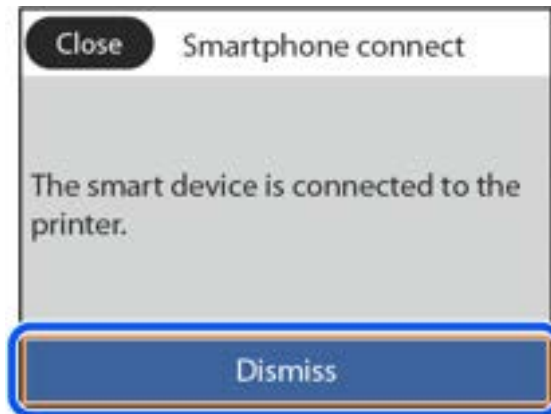 Close Smartphone connect
The smart device is connected to the
printer.
Dismiss